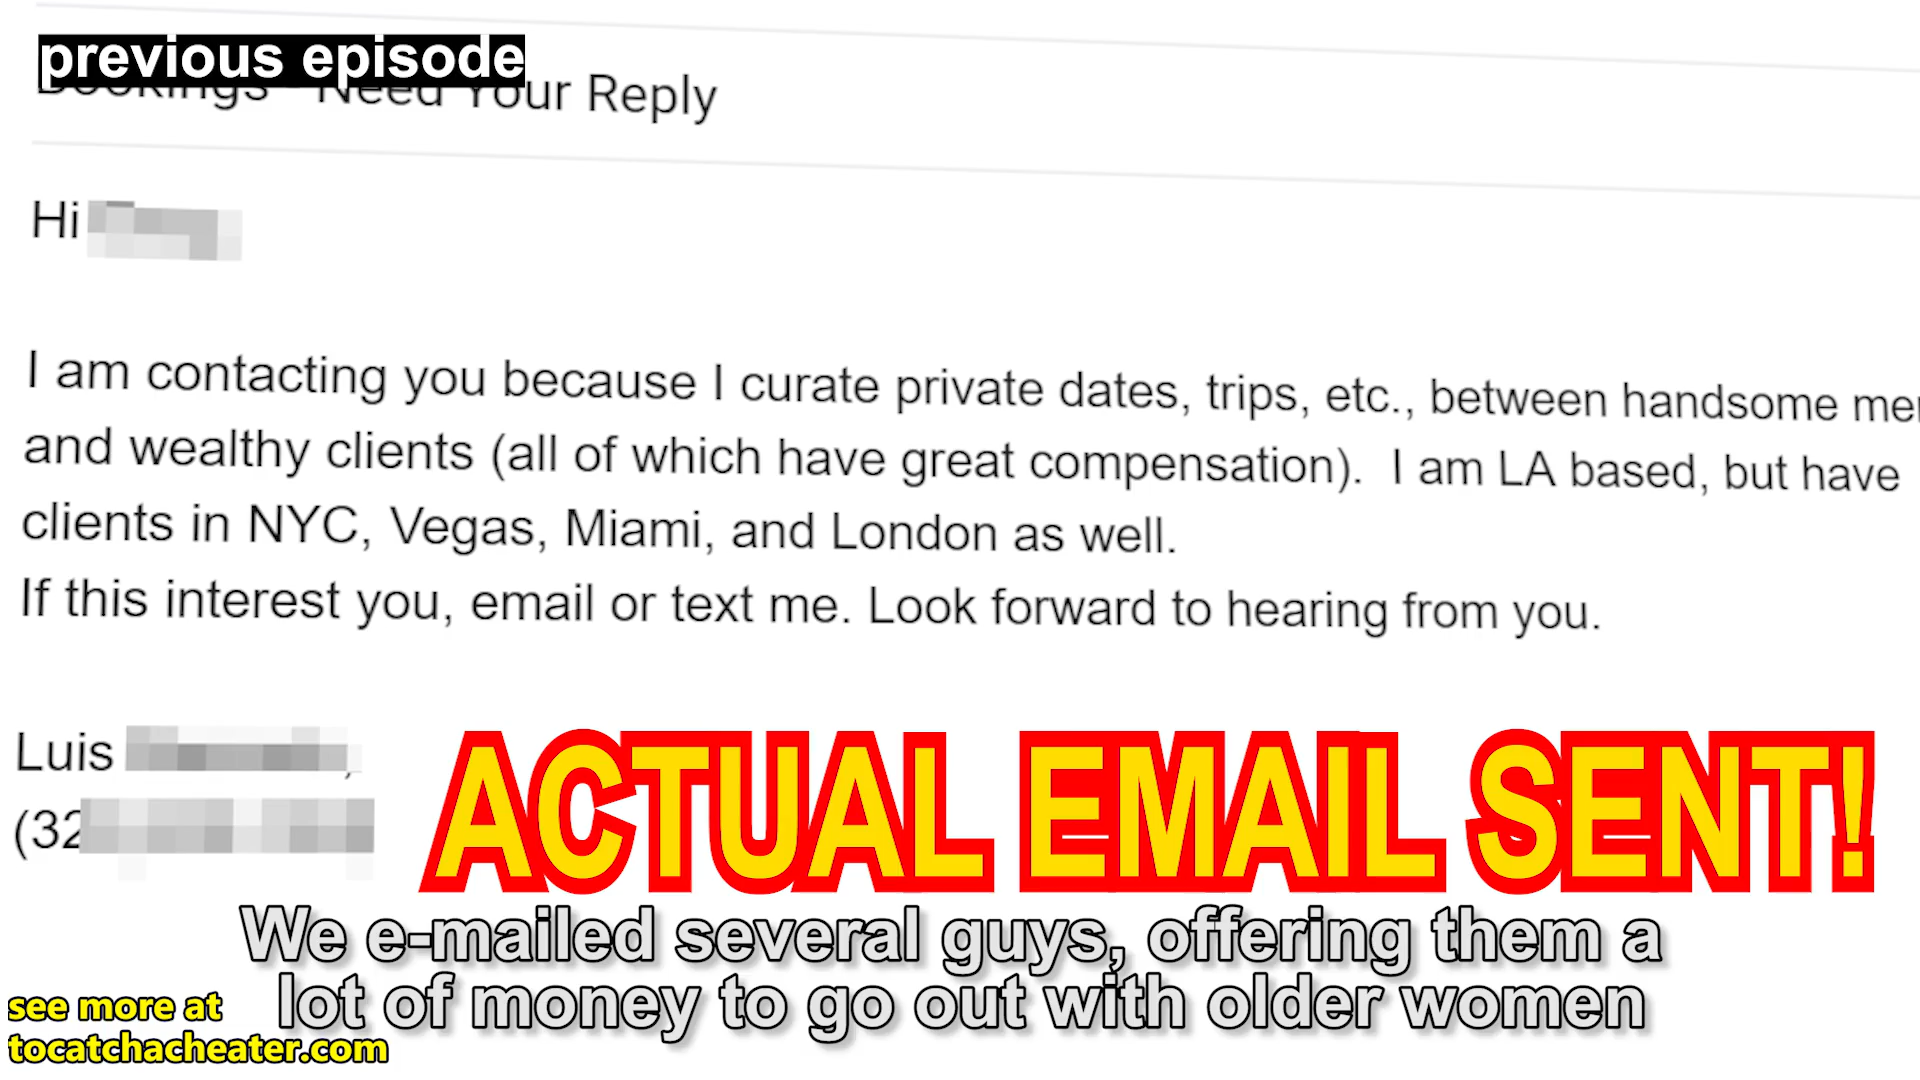 previous episode
Bookings - Need Your Reply
Hi
I am contacting you because I curate private dates, trips, etc., between handsome men
and wealthy clients (all of which have great compensation). I am LA based, but have
clients in NYC, Vegas, Miami, and London as well.
If this interest you, email or text me. Look forward to hearing from you.
Luis
(32
ACTUAL EMAIL SENT!
We e-mailed several guys, offering them a
lot of money to go out with older women
see more at
tocatchacheater.com